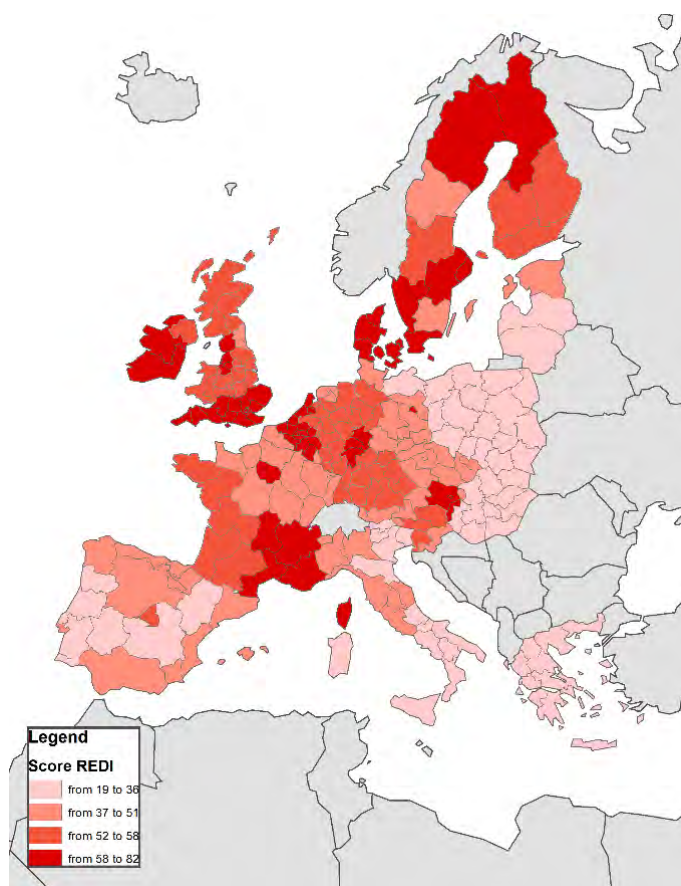 Legend
Score REDI
from 19 to 36
from 37 to 51
from 52 to 58
from 58 to 82